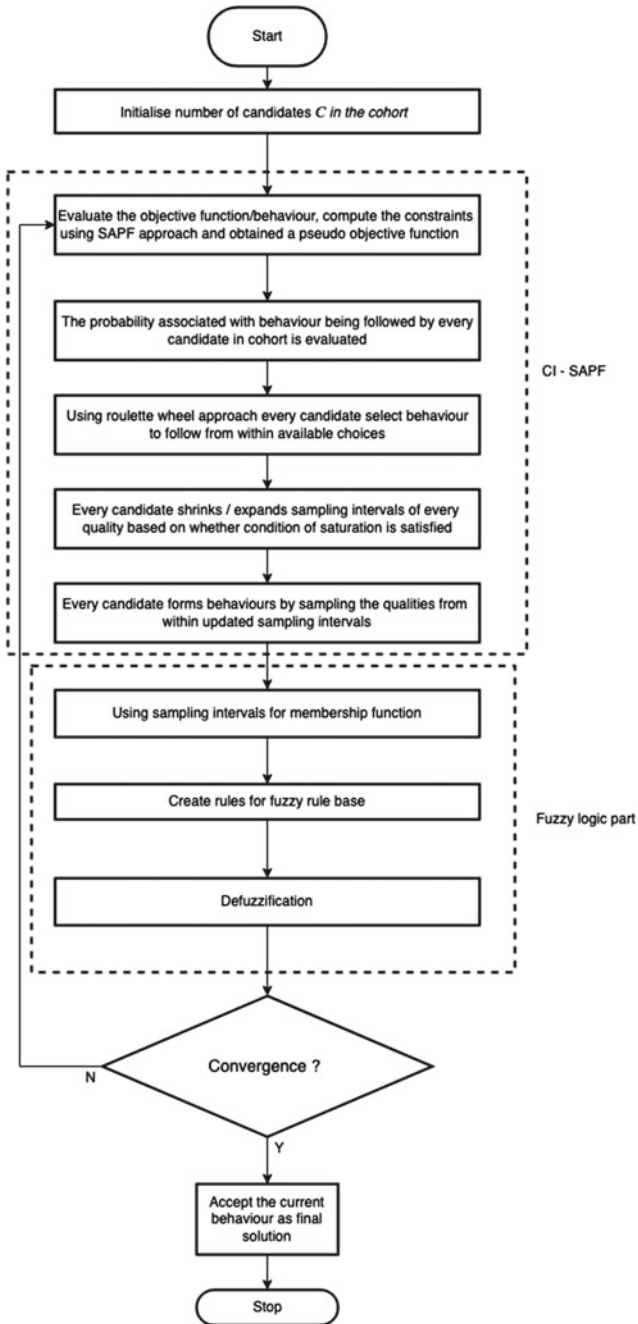 Start
Initialise number of candidates C in the cohort
Evaluate the objective function/behaviour, compute the constraints
using SAPF approach and obtained a pseudo objective function
The probability associated with behaviour being followed by every
candidate in cohort is evaluated
CI - SAPF
Using roulette wheel approach every candidate select behaviour
to follow from within available choices
Every candidate shrinks / expands sampling intervals of every
quality based on whether condition of saturation is satisfied
Every candidate forms behaviours by sampling the qualities from
within updated sampling intervals
Using sampling intervals for membership function
Create rules for fuzzy rule base
Fuzzy logic part
Defuzzification
Convergence ?
N
Y
Accept the current
behaviour as final
solution
Stop